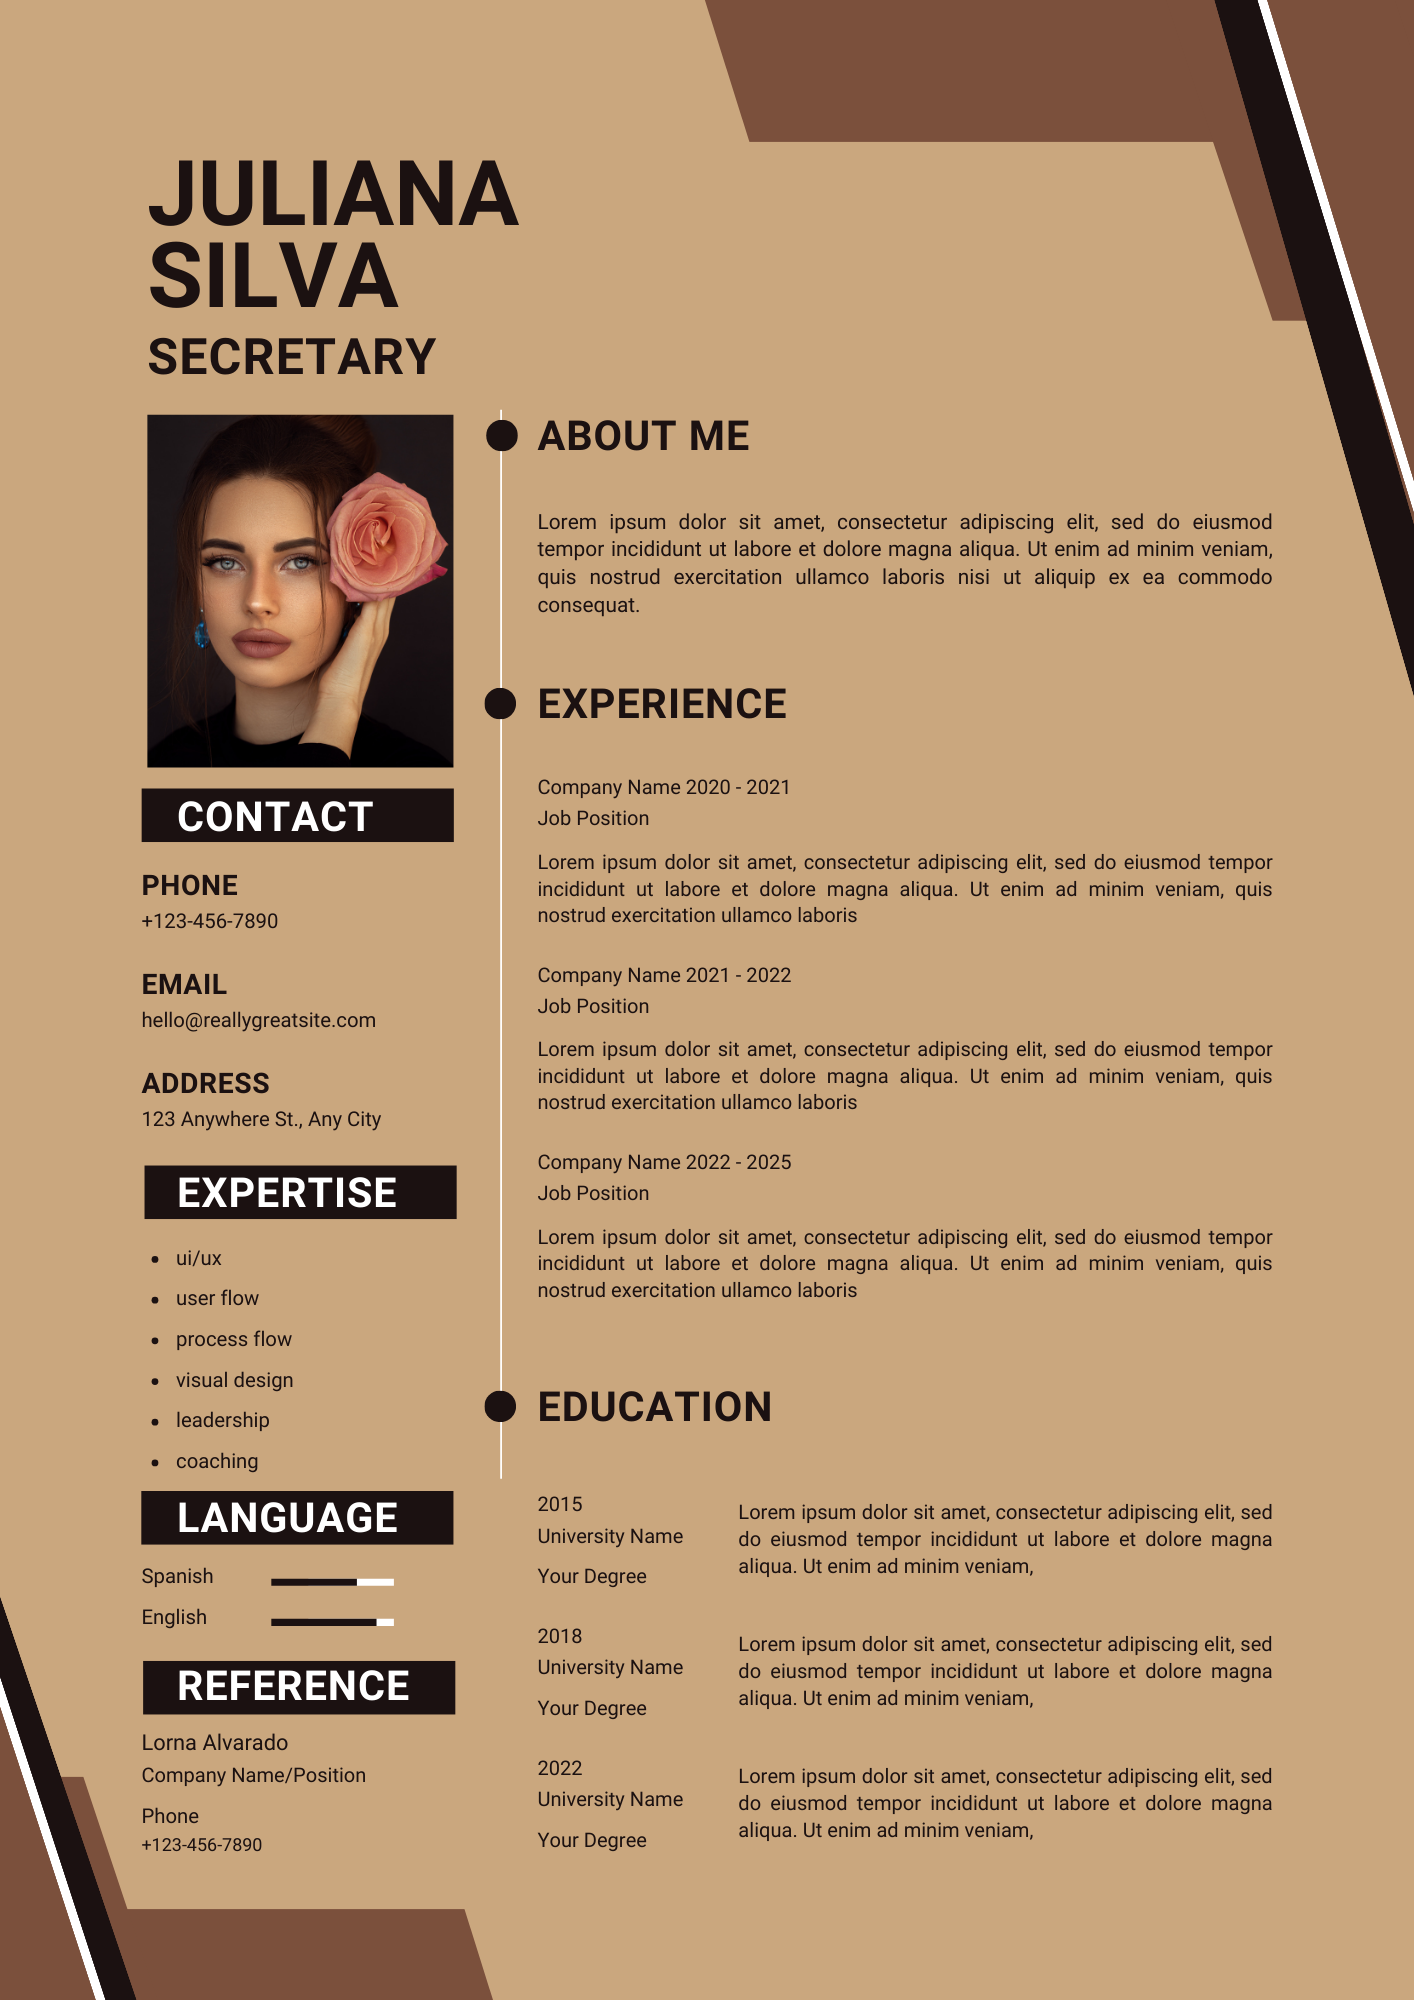 JULIANA
SILVA
SECRETARY
CONTACT
PHONE
+123-456-7890
EMAIL
hello@reallygreatsite.com
ADDRESS
123 Anywhere St., Any City
EXPERTISE
• ui/ux
• user flow
• process flow
• visual design
• leadership
• coaching
LANGUAGE
Spanish
English
REFERENCE
Lorna Alvarado
Company Name/Position
Phone
+123-456-7890
ABOUT ME
Lorem ipsum dolor sit amet, consectetur adipiscing elit, sed do eiusmod
tempor incididunt ut labore et dolore magna aliqua. Ut enim ad minim veniam,
quis nostrud exercitation ullamco laboris nisi ut aliquip ex ea commodo
consequat.
EXPERIENCE
Company Name 2020 - 2021
Job Position
Lorem ipsum dolor sit amet, consectetur adipiscing elit, sed do eiusmod tempor
incididunt ut labore et dolore magna aliqua. Ut enim ad minim veniam, quis
nostrud exercitation ullamco laboris
Company Name 2021 - 2022
Job Position
Lorem ipsum dolor sit amet, consectetur adipiscing elit, sed do eiusmod tempor
incididunt ut labore et dolore magna aliqua. Ut enim ad minim veniam, quis
nostrud exercitation ullamco laboris
Company Name 2022 - 2025
Job Position
Lorem ipsum dolor sit amet, consectetur adipiscing elit, sed do eiusmod tempor
incididunt ut labore et dolore magna aliqua. Ut enim ad minim veniam, quis
nostrud exercitation ullamco laboris
EDUCATION
2015
University Name
Your Degree
Lorem ipsum dolor sit amet, consectetur adipiscing elit, sed
do eiusmod tempor incididunt ut labore et dolore magna
aliqua. Ut enim ad minim veniam,
2018
University Name
Your Degree
Lorem ipsum dolor sit amet, consectetur adipiscing elit, sed
do eiusmod tempor incididunt ut labore et dolore magna
aliqua. Ut enim ad minim veniam,
2022
University Name
Your Degree
Lorem ipsum dolor sit amet, consectetur adipiscing elit, sed
do eiusmod tempor incididunt ut labore et dolore magna
aliqua. Ut enim ad minim veniam,